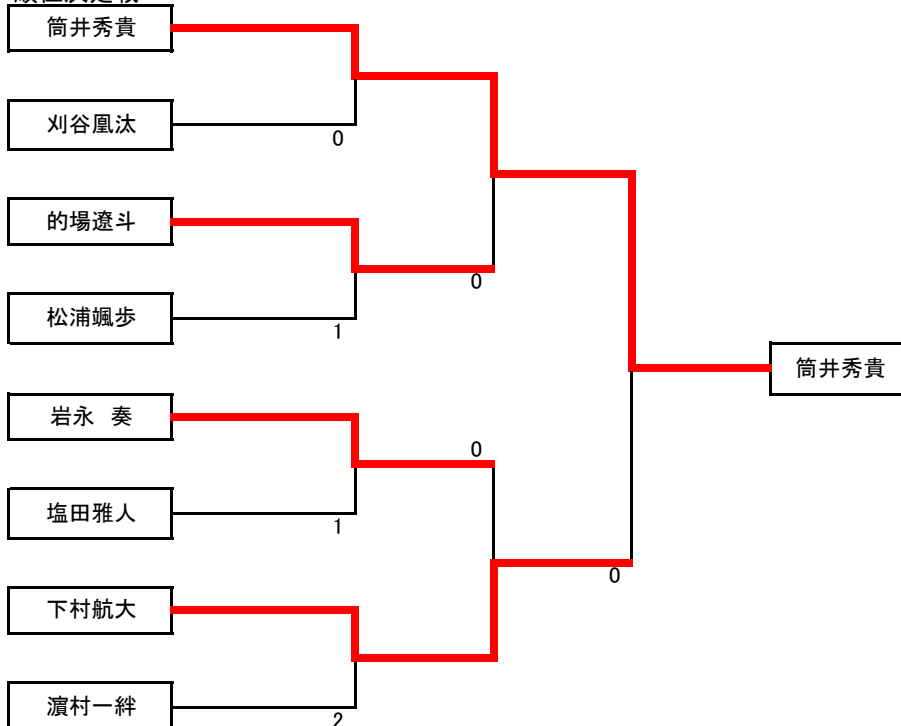 筒井秀貴
刈谷凰汰
0
的場遼斗
0
松浦颯歩
1
筒井秀貴
岩永　奏
0
塩田雅人
1
下村航大
0
濵村一絆
2